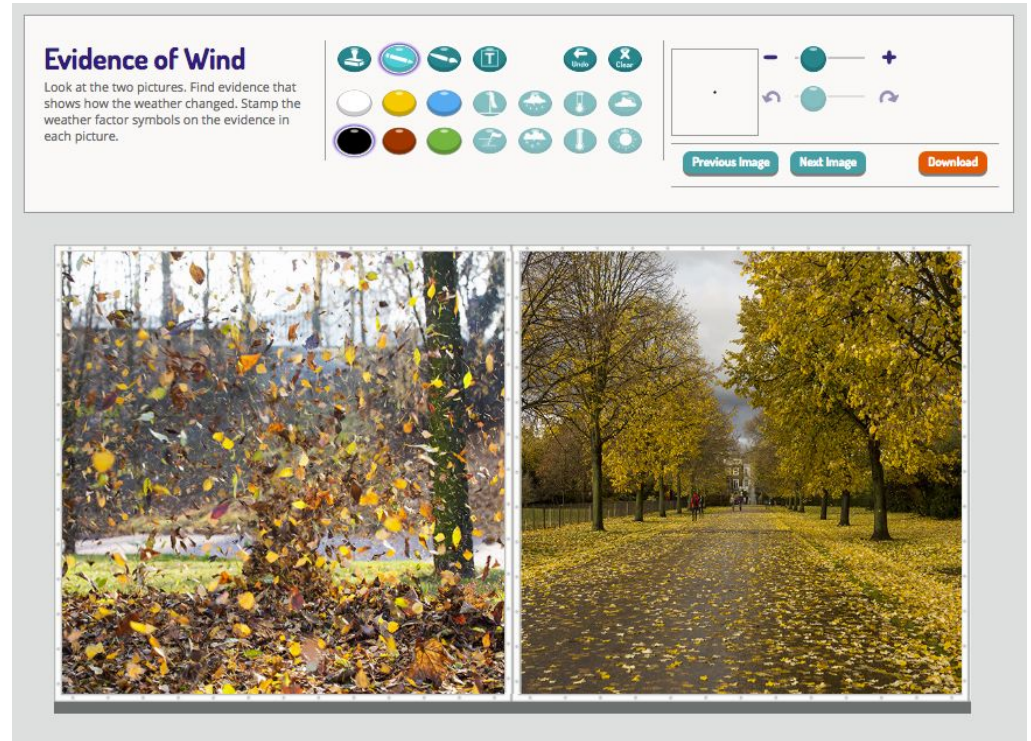 Evidence of Wind
Look at the two pictures. Find evidence that
shows how the weather changed. Stamp the
weather factor symbols on the evidence in
each picture.
T
Undo
Clear
Previous Image
Next Image
Download